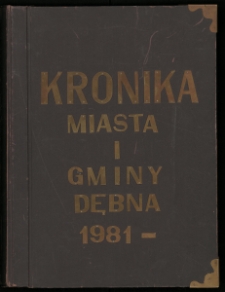 KRONIKA
MIASTA
I
GMINY
DĘBNA
1981 -